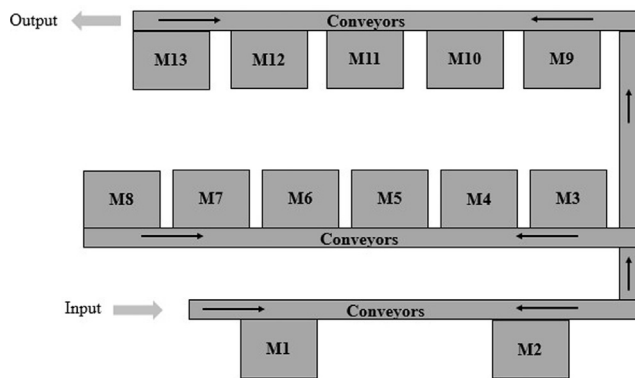 Output
Conveyors
M13 M12 M11 M10 M9
M8 M7 M6 M5 M4 M3
Conveyors
Input
Conveyors
M1 M2